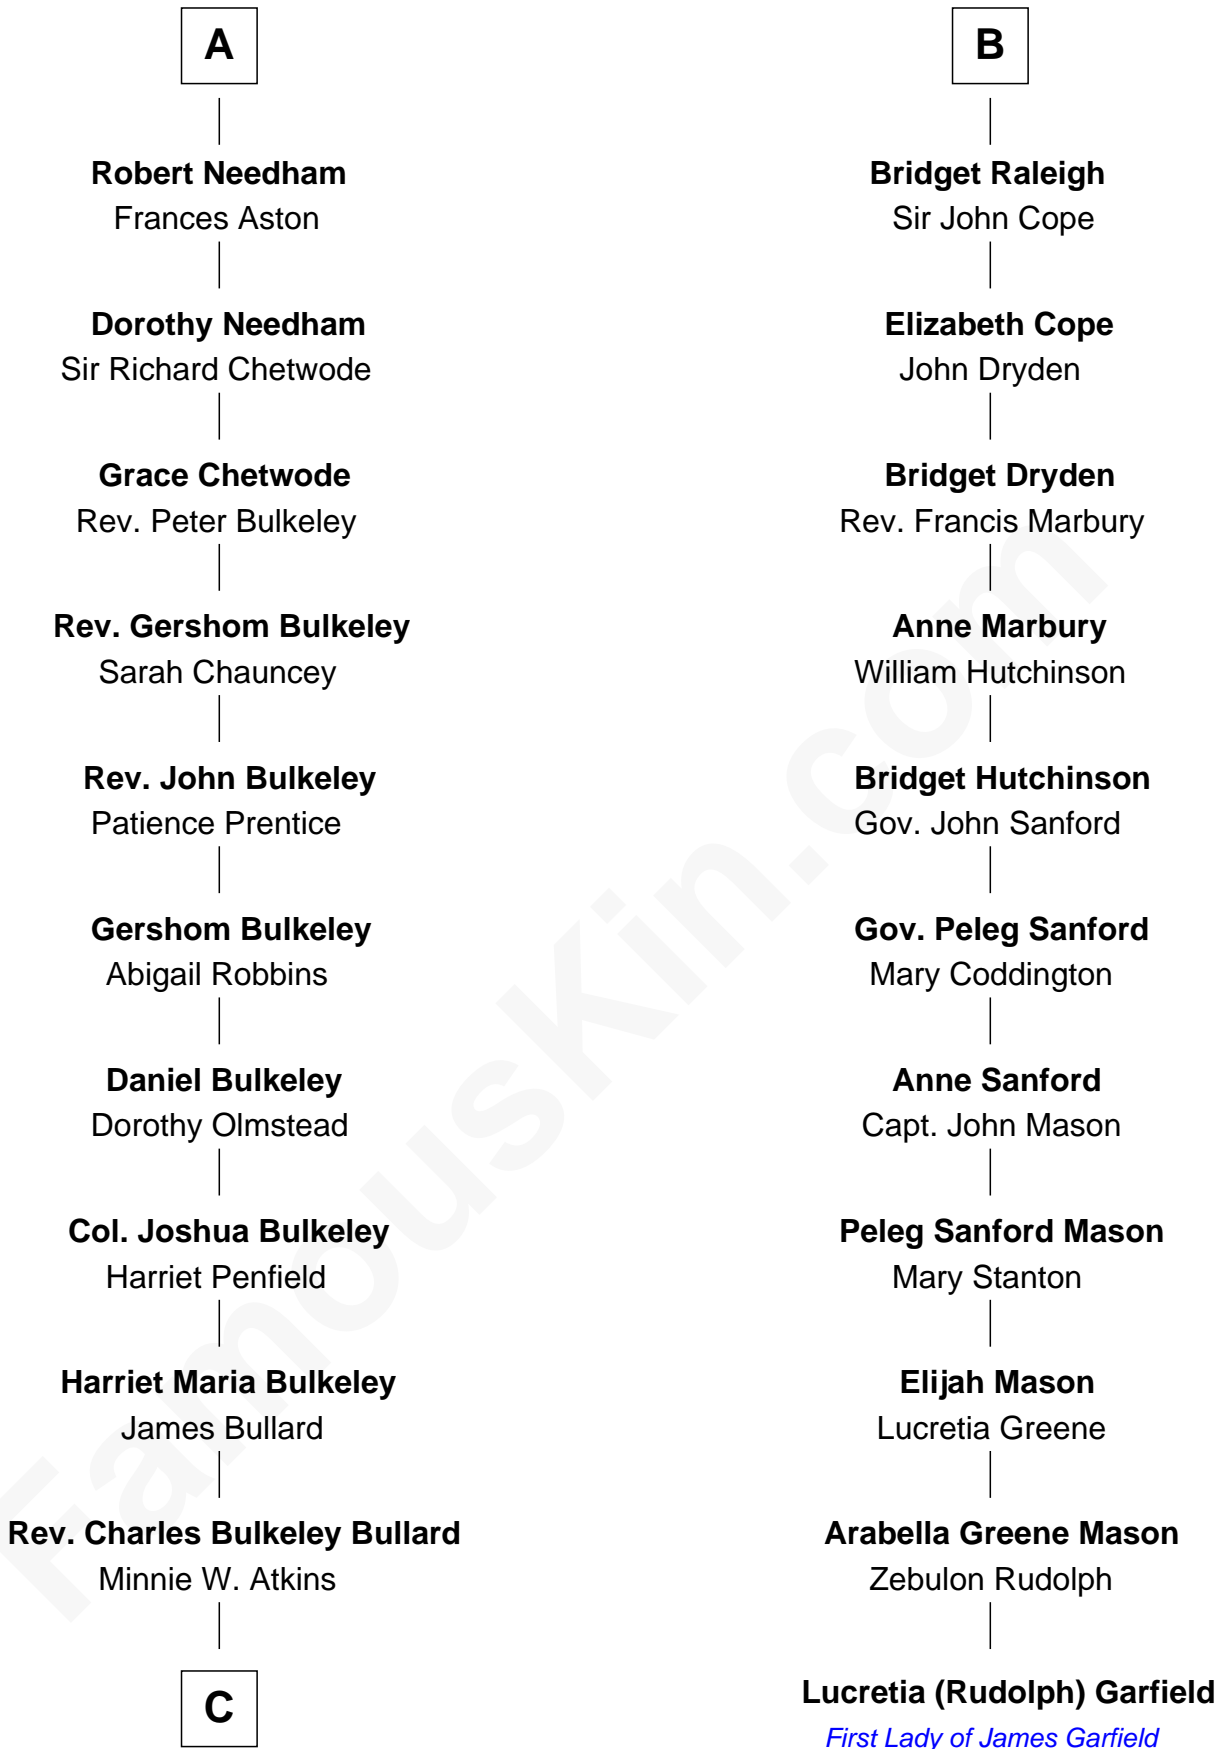 A
Robert Needham
Frances Aston
Dorothy Needham
Sir Richard Chetwode
Grace Chetwode
Rev. Peter Bulkeley
Rev. Gershom Bulkeley
Sarah Chauncey
Rev. John Bulkeley
Patience Prentice
Gershom Bulkeley
Abigail Robbins
Daniel Bulkeley
Dorothy Olmstead
Col. Joshua Bulkeley
Harriet Penfield
Harriet Maria Bulkeley
James Bullard
Rev. Charles Bulkeley Bullard
Minnie W. Atkins
C
B
Bridget Raleigh
Sir John Cope
Elizabeth Cope
John Dryden
Bridget Dryden
Rev. Francis Marbury
Anne Marbury
William Hutchinson
Bridget Hutchinson
Gov. John Sanford
Gov. Peleg Sanford
Mary Coddington
Anne Sanford
Capt. John Mason
Peleg Sanford Mason
Mary Stanton
Elijah Mason
Lucretia Greene
Arabella Greene Mason
Zebulon Rudolph
Lucretia (Rudolph) Garfield
First Lady of James Garfield
FamousKin.com